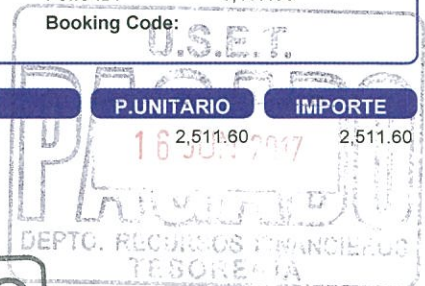 Booking Code:
U.S.E.T.
P.UNITARIO IMPORTE
2,511.60 2,511.60
PAGADO
16 JUN 2017
DEPTO. RECURSOS FINANCIEROS
TESORERIA